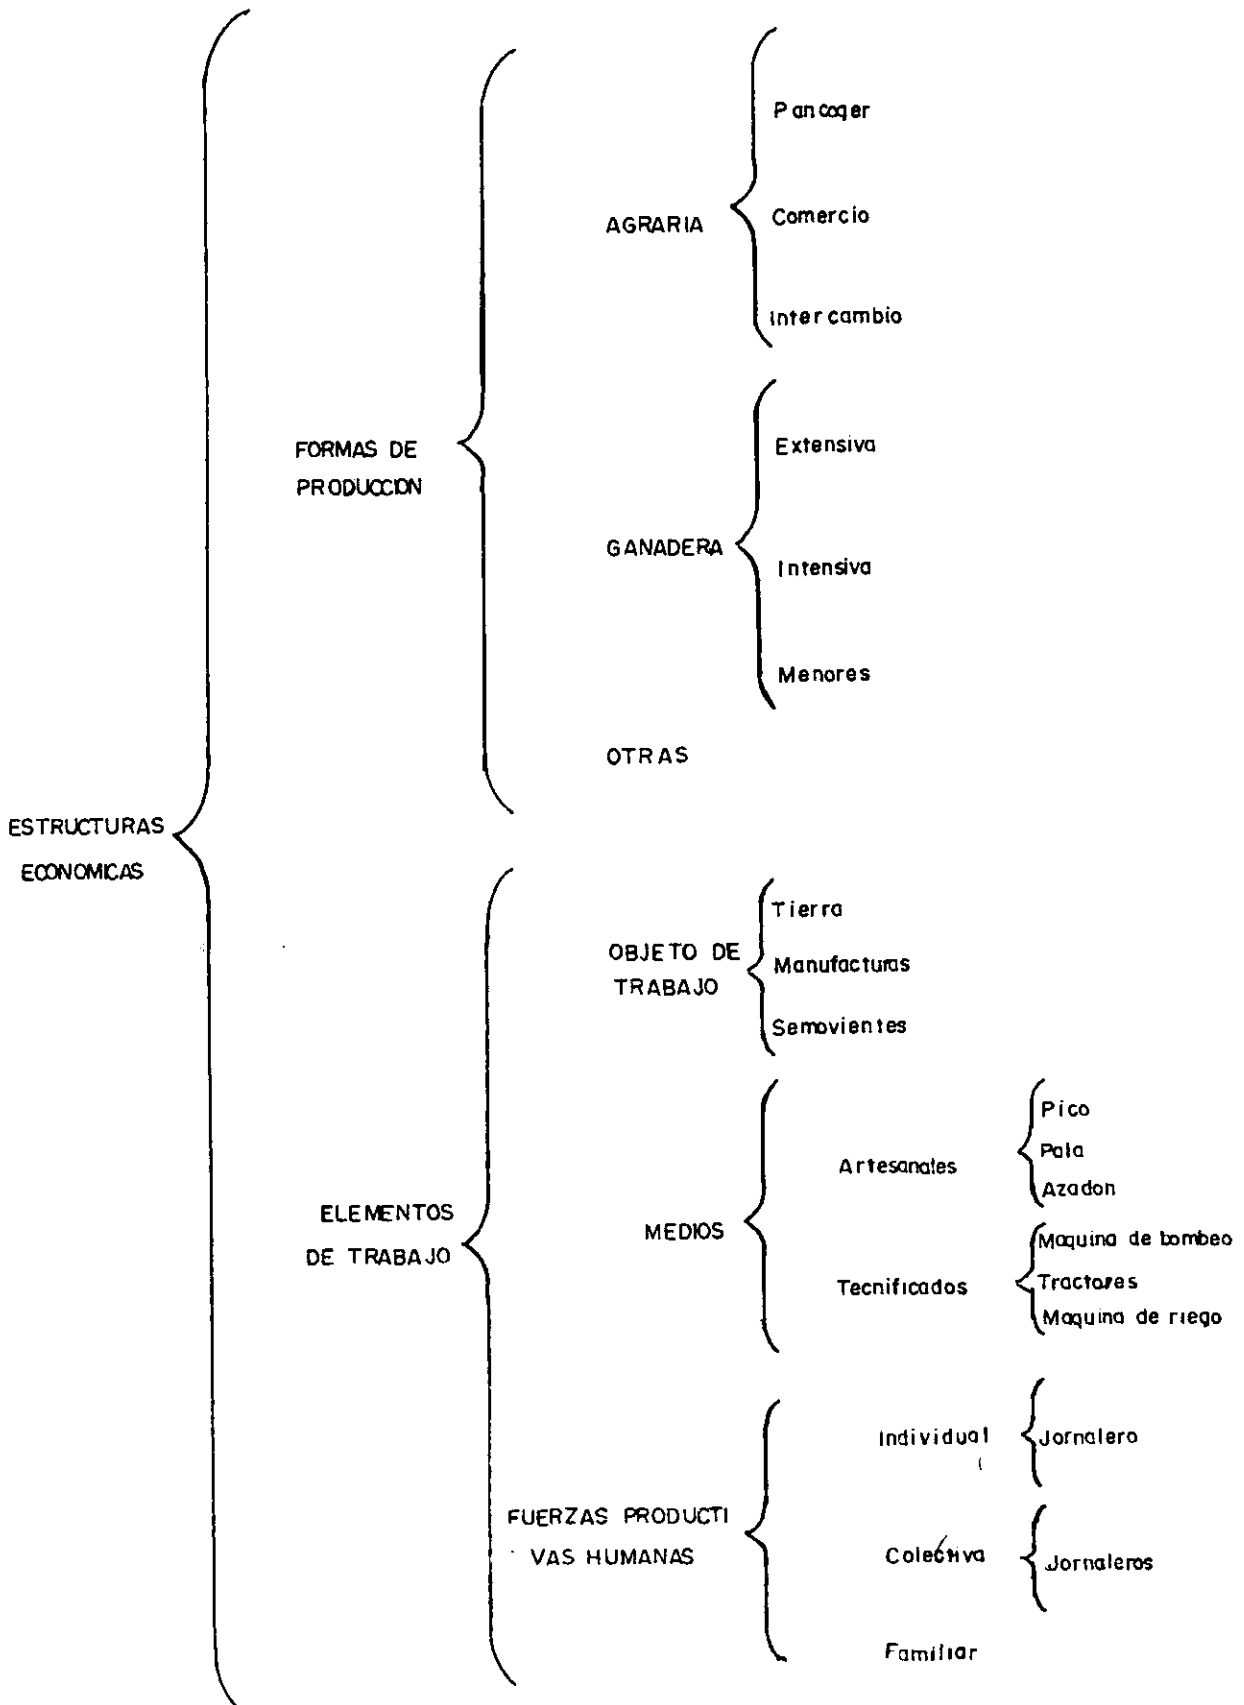 Pancoger
AGRARIA
Comercio
Intercambio
FORMAS DE
PRODUCCION
Extensiva
GANADERA
Intensiva
Menores
OTRAS
ESTRUCTURAS
ECONOMICAS
OBJETO DE
TRABAJO
Tierra
Manufacturas
Semovientes
ELEMENTOS
DE TRABAJO
MEDIOS
Artesanales
Pico
Pala
Azadon
Tecnificados
Maquina de bombeo
Tractores
Maquina de riego
FUERZAS PRODUCTI
VAS HUMANAS
Individual
Jornalero
Colectiva
Jornaleros
Familiar